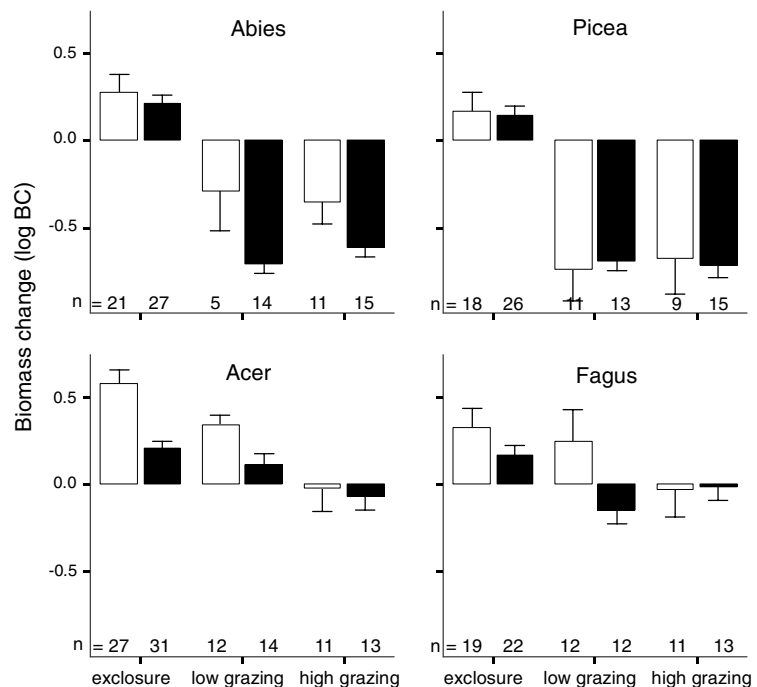 Abies
Picea
0.5
0.0
-0.5
n = 21 27 5 14 11 15
n = 18 26 11 13 9 15
Biomass change (log BC)
Acer
Fagus
0.5
0.0
-0.5
n = 27 31 12 14 11 13
n = 19 22 12 12 11 13
exclosure low grazing high grazing
exclosure low grazing high grazing